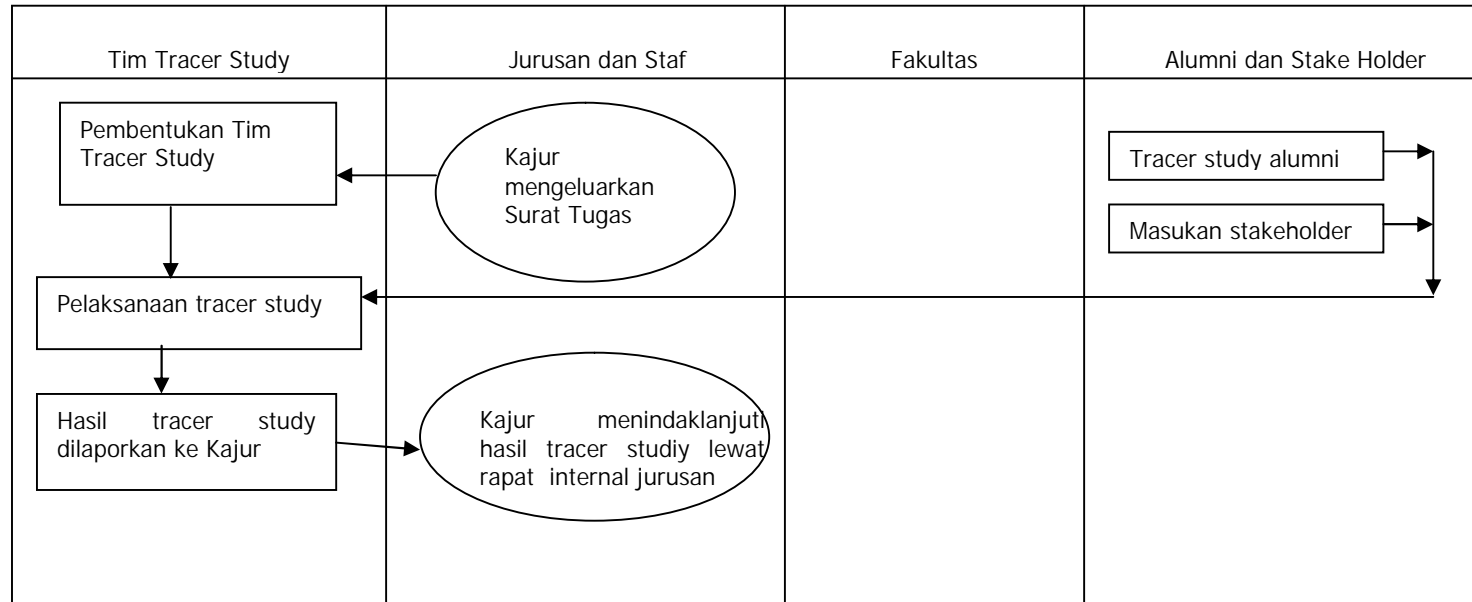 Tim Tracer Study
Jurusan dan Staf
Fakultas
Alumni dan Stake Holder
Pembentukan Tim
Tracer Study
Kajur
mengeluarkan
Surat Tugas
Tracer study alumni
Masukan stakeholder
Pelaksanaan tracer study
Hasil tracer study
dilaporkan ke Kajur
Kajur menindaklanjuti
hasil tracer studiy lewat
rapat internal jurusan